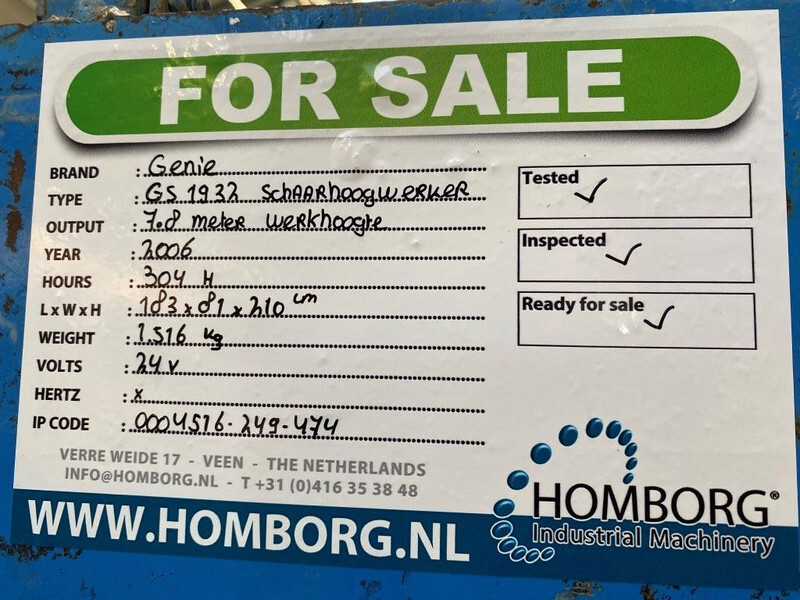 FOR SALE
BRAND : Genie
TYPE : GS 1932 SCHAARHOOGWERKER
OUTPUT : 7.8 meter werkhoogte
YEAR : 2006
HOURS : 304 H
L x W x H : 183 x 81 x 210 cm
WEIGHT : 1.516 kg
VOLTS : 24 v
HERTZ : x
IP CODE : 0004516-249-474
Tested ✓
Inspected ✓
Ready for sale ✓
VERRE WEIDE 17 - VEEN - THE NETHERLANDS
INFO@HOMBORG.NL - T +31 (0)416 35 38 48
WWW.HOMBORG.NL
HOMBORG®
Industrial Machinery